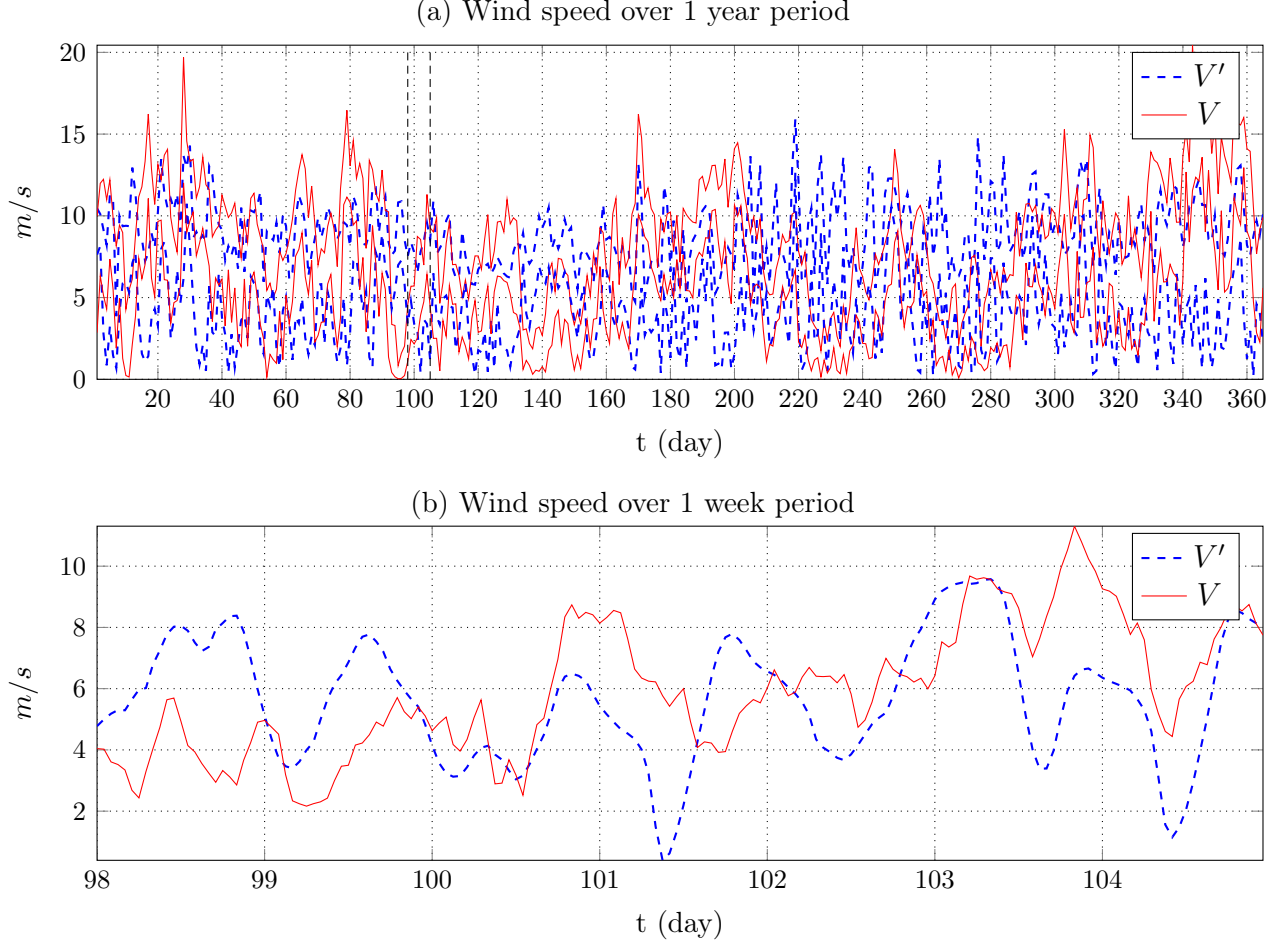 (a) Wind speed over 1 year period
20
15
10
5
0
m/s
V′
V
20 40 60 80 100 120 140 160 180 200 220 240 260 280 300 320 340 360
t (day)
(b) Wind speed over 1 week period
10
8
6
4
2
m/s
V′
V
98 99 100 101 102 103 104
t (day)